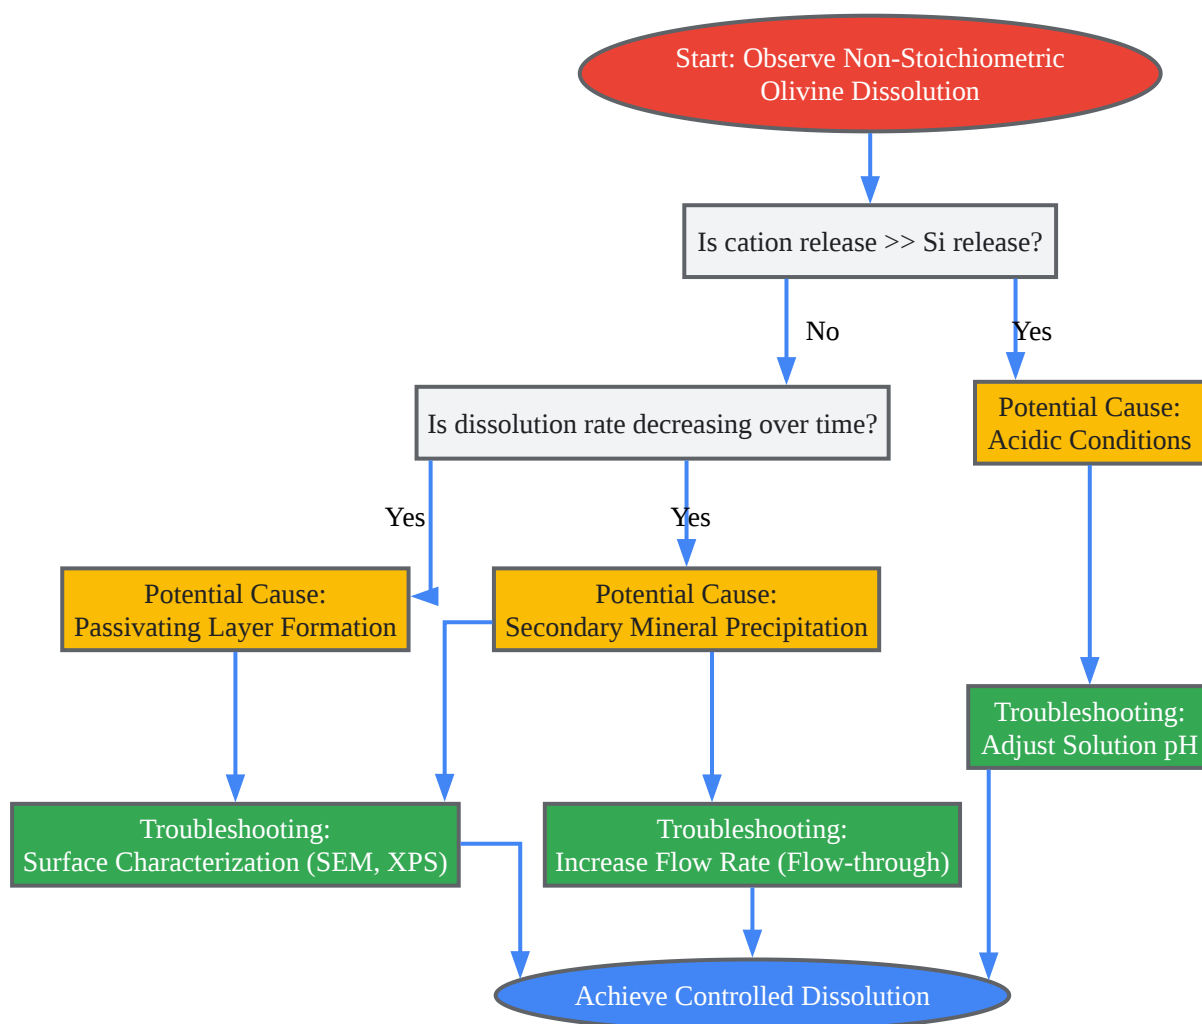 Start: Observe Non-Stoichiometric
Olivine Dissolution
Is cation release >> Si release?
No
Yes
Is dissolution rate decreasing over time?
Potential Cause:
Acidic Conditions
Yes
Yes
Potential Cause:
Passivating Layer Formation
Potential Cause:
Secondary Mineral Precipitation
Troubleshooting:
Adjust Solution pH
Troubleshooting:
Surface Characterization (SEM, XPS)
Troubleshooting:
Increase Flow Rate (Flow-through)
Achieve Controlled Dissolution